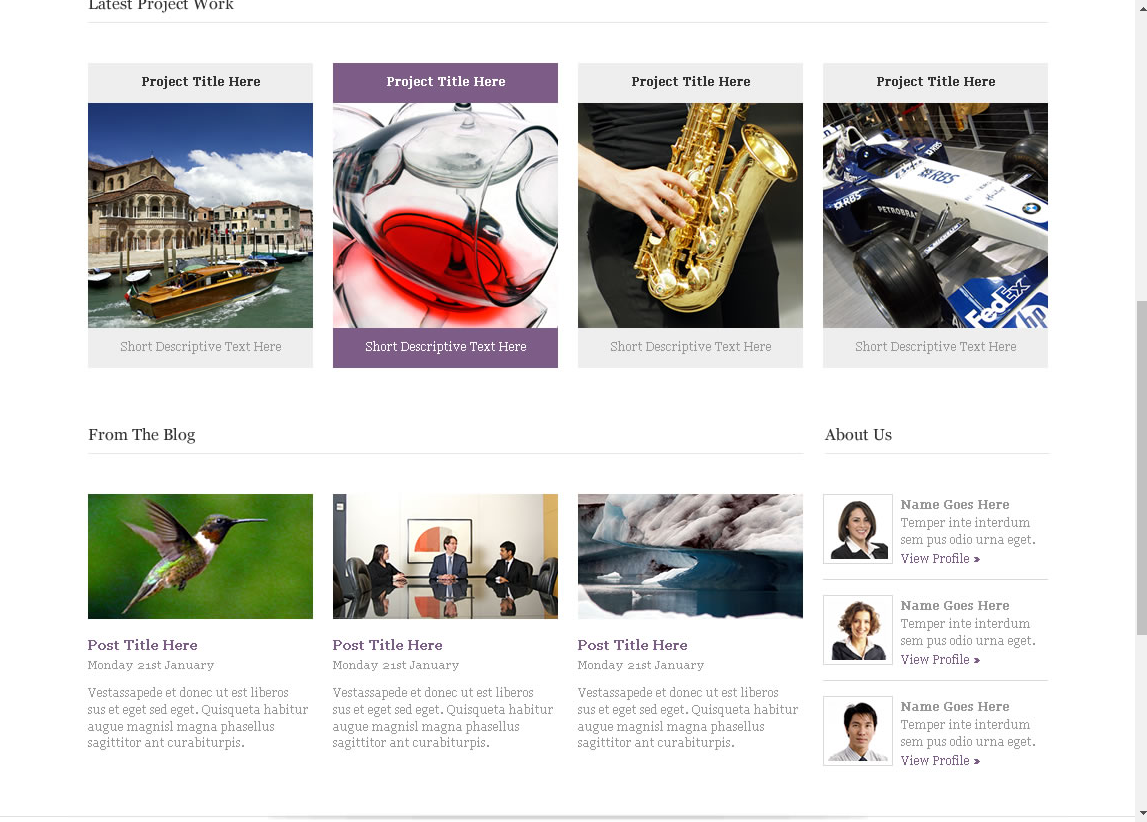 Latest Project Work
Project Title Here
Project Title Here
Project Title Here
Project Title Here
RBS
RBS
PETROBRAS
FedEx
hp
Short Descriptive Text Here
Short Descriptive Text Here
Short Descriptive Text Here
Short Descriptive Text Here
From The Blog
Post Title Here
Monday 21st January
Vestassapede et donec ut est liberos
sus et eget sed eget. Quisqueta habitur
augue magnisl magna phasellus
sagittitor ant curabiturpis.
Post Title Here
Monday 21st January
Vestassapede et donec ut est liberos
sus et eget sed eget. Quisqueta habitur
augue magnisl magna phasellus
sagittitor ant curabiturpis.
Post Title Here
Monday 21st January
Vestassapede et donec ut est liberos
sus et eget sed eget. Quisqueta habitur
augue magnisl magna phasellus
sagittitor ant curabiturpis.
About Us
Name Goes Here
Temper inte interdum
sem pus odio urna eget.
View Profile »
Name Goes Here
Temper inte interdum
sem pus odio urna eget.
View Profile »
Name Goes Here
Temper inte interdum
sem pus odio urna eget.
View Profile »